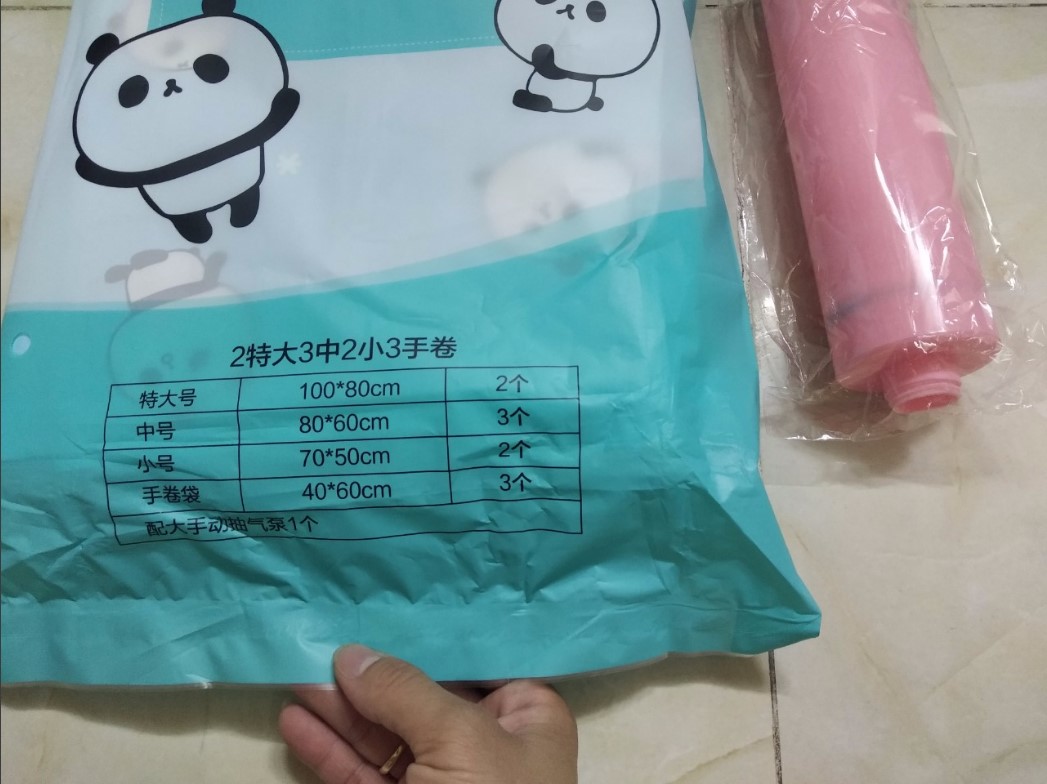 2特大3中2小3手卷
特大号 100*80cm 2个
中号 80*60cm 3个
小号 70*50cm 2个
手卷袋 40*60cm 3个
配大手动抽气泵1个